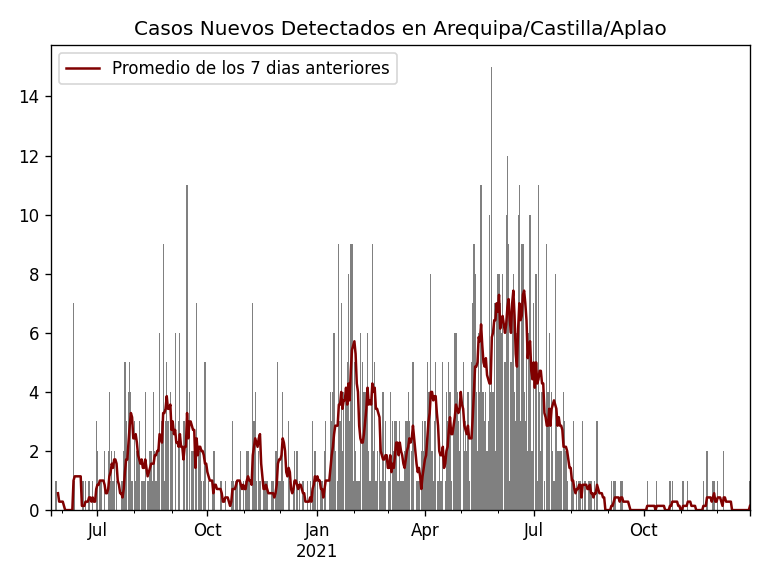 Casos Nuevos Detectados en Arequipa/Castilla/Aplao
Promedio de los 7 dias anteriores
14
12
10
8
6
4
2
0
Jul
Oct
Jan
2021
Apr
Jul
Oct